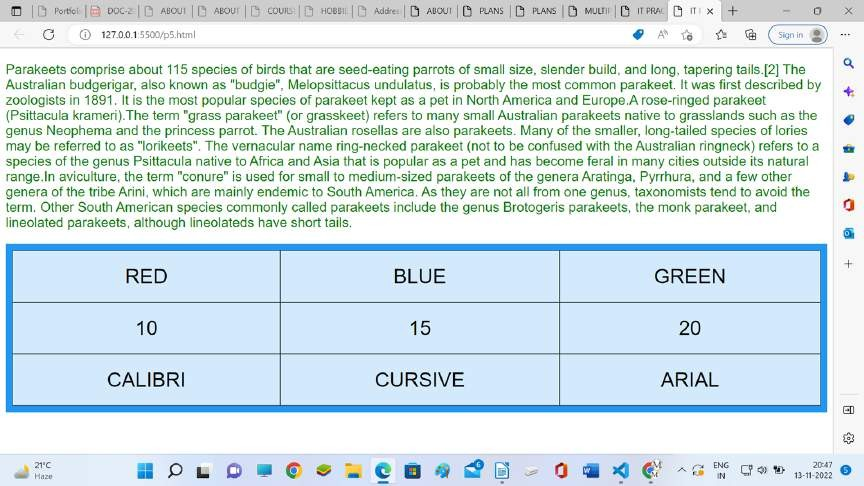 Portfoli
DOC-20
ABOUT
ABOUT
COURS
HOBBI
Addres
ABOUT
PLANS
PLANS
MULTIF
IT PRAC
IT
127.0.0.1:5500/p5.html
Sign in
Parakeets comprise about 115 species of birds that are seed-eating parrots of small size, slender build, and long, tapering tails.[2] The
Australian budgerigar, also known as "budgie", Melopsittacus undulatus, is probably the most common parakeet. It was first described by
zoologists in 1891. It is the most popular species of parakeet kept as a pet in North America and Europe.A rose-ringed parakeet
(Psittacula krameri).The term "grass parakeet" (or grasskeet) refers to many small Australian parakeets native to grasslands such as the
genus Neophema and the princess parrot. The Australian rosellas are also parakeets. Many of the smaller, long-tailed species of lories
may be referred to as "lorikeets". The vernacular name ring-necked parakeet (not to be confused with the Australian ringneck) refers to a
species of the genus Psittacula native to Africa and Asia that is popular as a pet and has become feral in many cities outside its natural
range.In aviculture, the term "conure" is used for small to medium-sized parakeets of the genera Aratinga, Pyrrhura, and a few other
genera of the tribe Arini, which are mainly endemic to South America. As they are not all from one genus, taxonomists tend to avoid the
term. Other South American species commonly called parakeets include the genus Brotogeris parakeets, the monk parakeet, and
lineolated parakeets, although lineolateds have short tails.
RED BLUE GREEN
10 15 20
CALIBRI CURSIVE ARIAL
21°C
Haze
6
ENG
IN
20:47
13-11-2022
5